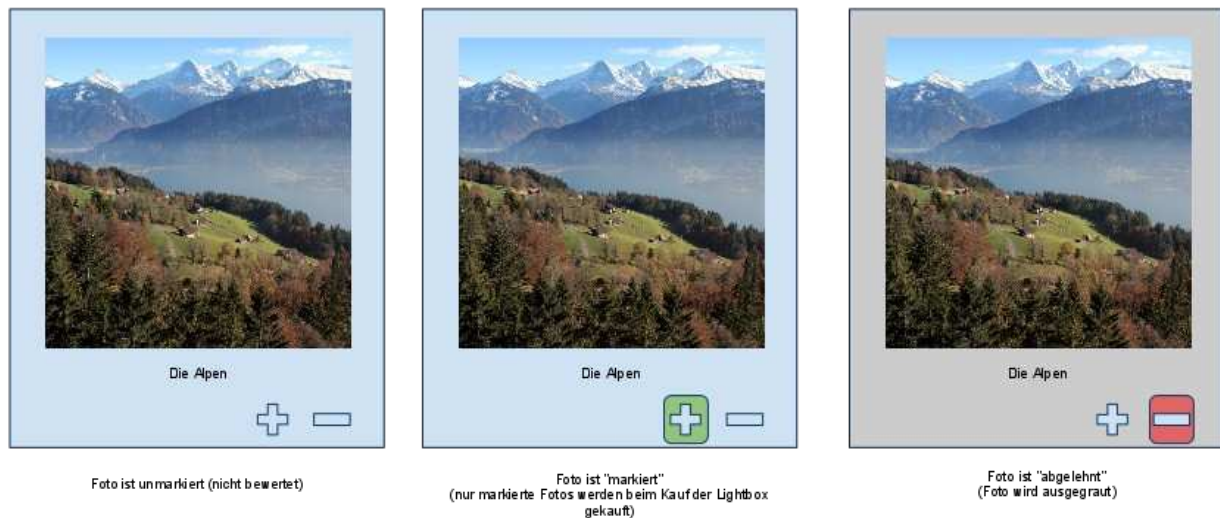 Die Alpen
Die Alpen
Die Alpen
Foto ist unmarkiert (nicht bewertet)
Foto ist "markiert"
(nur markierte Fotos werden beim Kauf der Lightbox
gekauft)
Foto ist "abgelehnt"
(Foto wird ausgegraut)